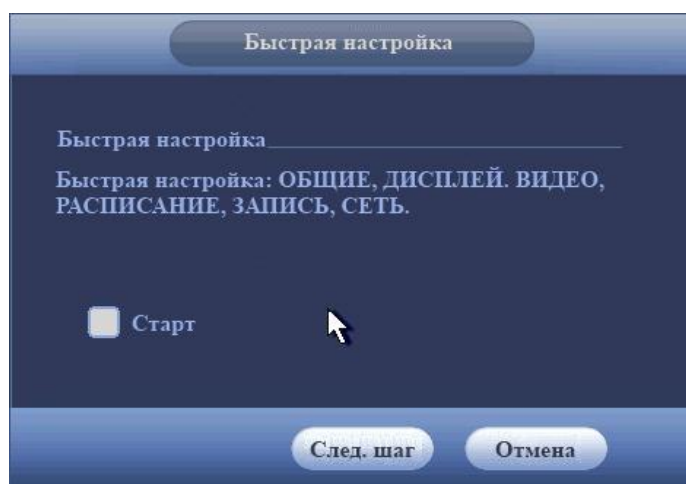 Быстрая настройка
Быстрая настройка
Быстрая настройка: ОБЩИЕ, ДИСПЛЕЙ. ВИДЕО,
РАСПИСАНИЕ, ЗАПИСЬ, СЕТЬ.
Старт
След. шаг
Отмена